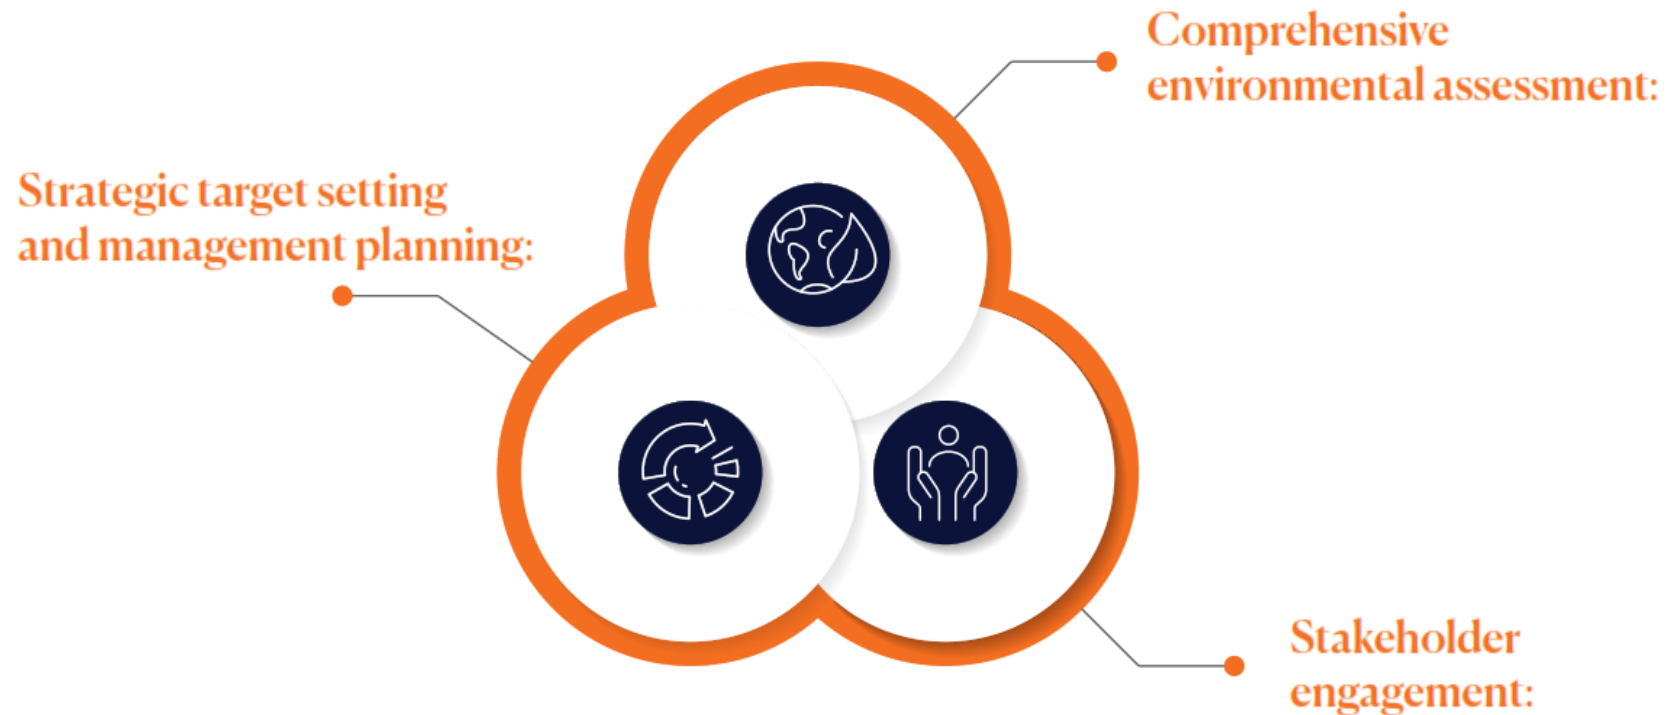 Comprehensive
environmental assessment:
Strategic target setting
and management planning:
Stakeholder
engagement: